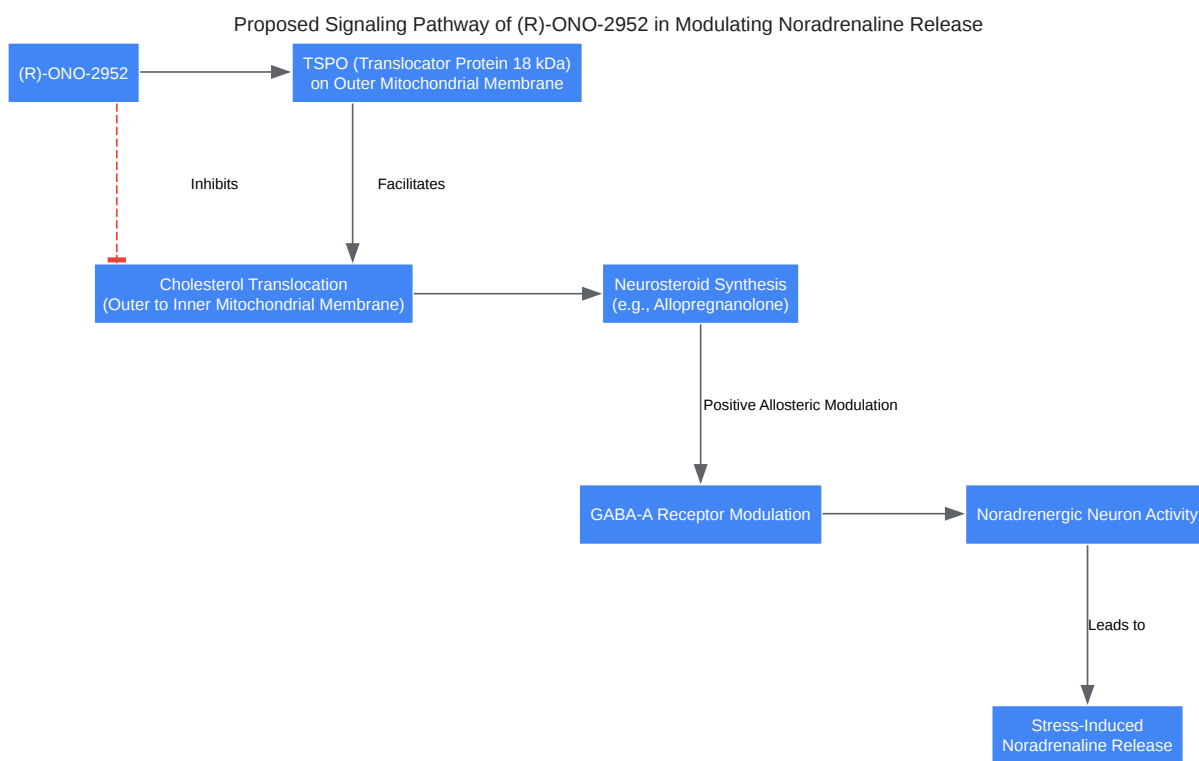 Proposed Signaling Pathway of (R)-ONO-2952 in Modulating Noradrenaline Release
(R)-ONO-2952
TSPO (Translocator Protein 18 kDa)
on Outer Mitochondrial Membrane
Inhibits
Facilitates
Cholesterol Translocation
(Outer to Inner Mitochondrial Membrane)
Neurosteroid Synthesis
(e.g., Allopregnanolone)
Positive Allosteric Modulation
GABA-A Receptor Modulation
Noradrenergic Neuron Activity
Leads to
Stress-Induced
Noradrenaline Release